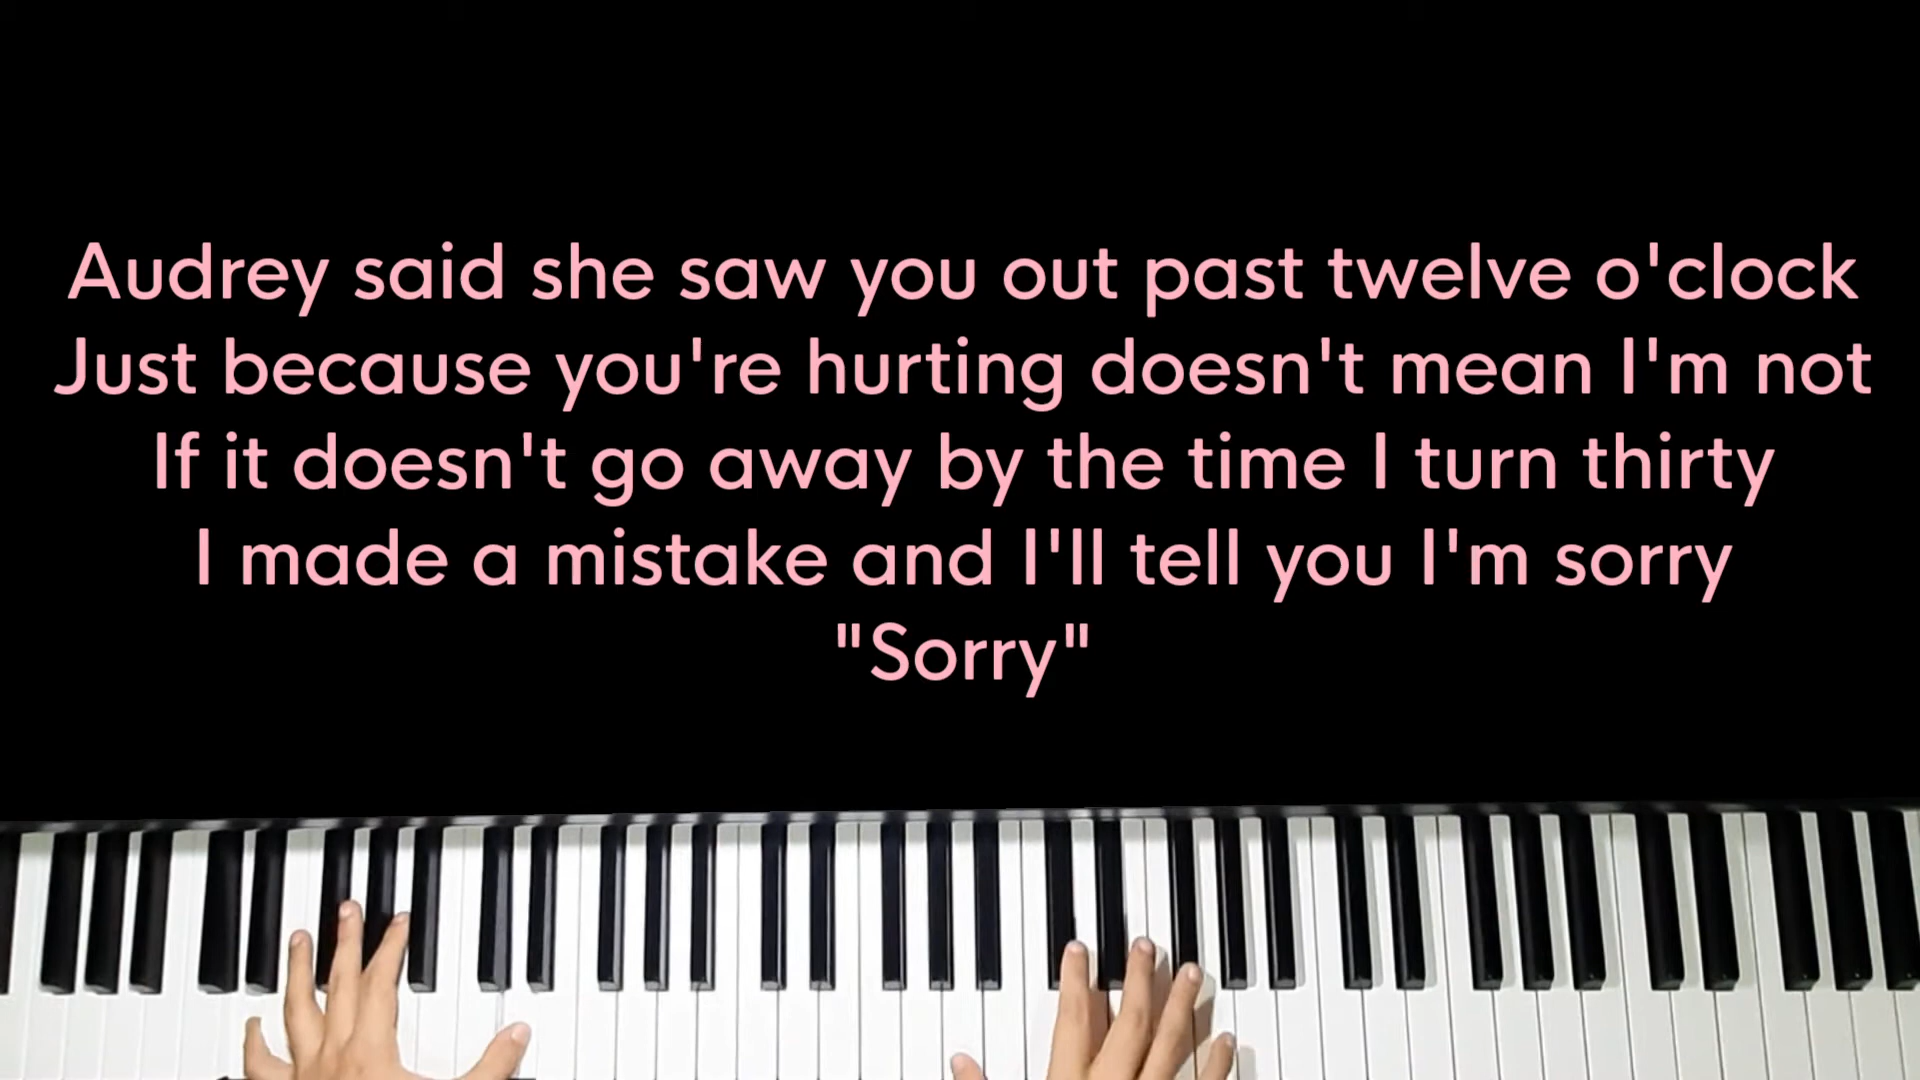 Audrey said she saw you out past twelve o'clock
Just because you're hurting doesn't mean I'm not
If it doesn't go away by the time I turn thirty
I made a mistake and I'll tell you I'm sorry
"Sorry"